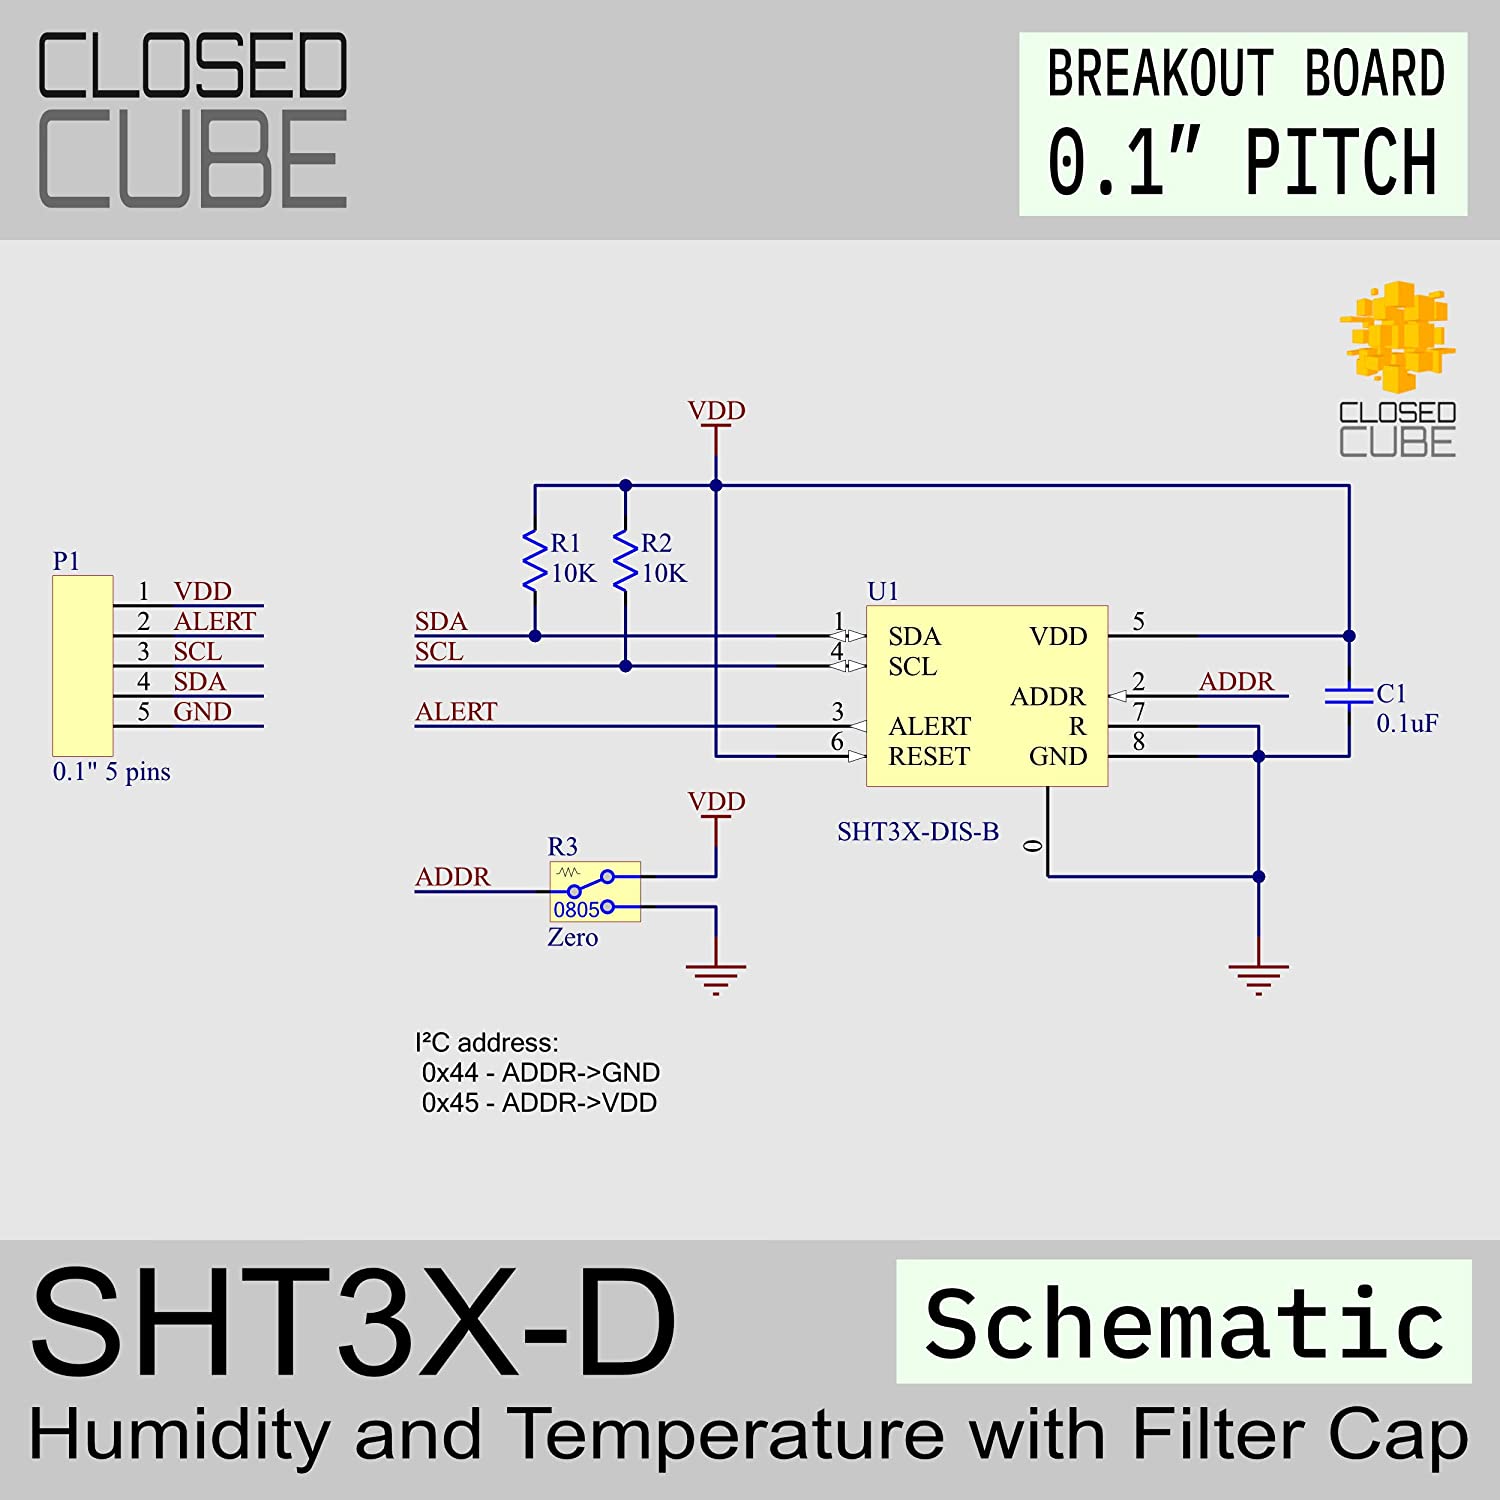 CLOSED
CUBE
BREAKOUT BOARD
0.1" PITCH
CLOSED
CUBE
VDD
R1
10K
R2
10K
P1
1 VDD
2 ALERT
3 SCL
4 SDA
5 GND
0.1" 5 pins
SDA
SCL
ALERT
U1
1 SDA VDD 5
4 SCL
ADDR 2 ADDR
3 ALERT R 7
6 RESET GND 8
C1
0.1uF
SHT3X-DIS-B
0
VDD
R3
ADDR
0805
Zero
I²C address:
0x44 - ADDR->GND
0x45 - ADDR->VDD
SHT3X-D
Schematic
Humidity and Temperature with Filter Cap